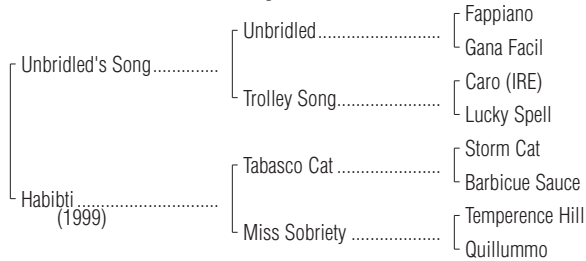 Fappiano
Unbridled....................
Gana Facil
Unbridled's Song.............
Caro (IRE)
Trolley Song.................
Lucky Spell
Storm Cat
Tabasco Cat .................
Barbicue Sauce
Habibti ......................
(1999)
Temperence Hill
Miss Sobriety ................
Quillummo